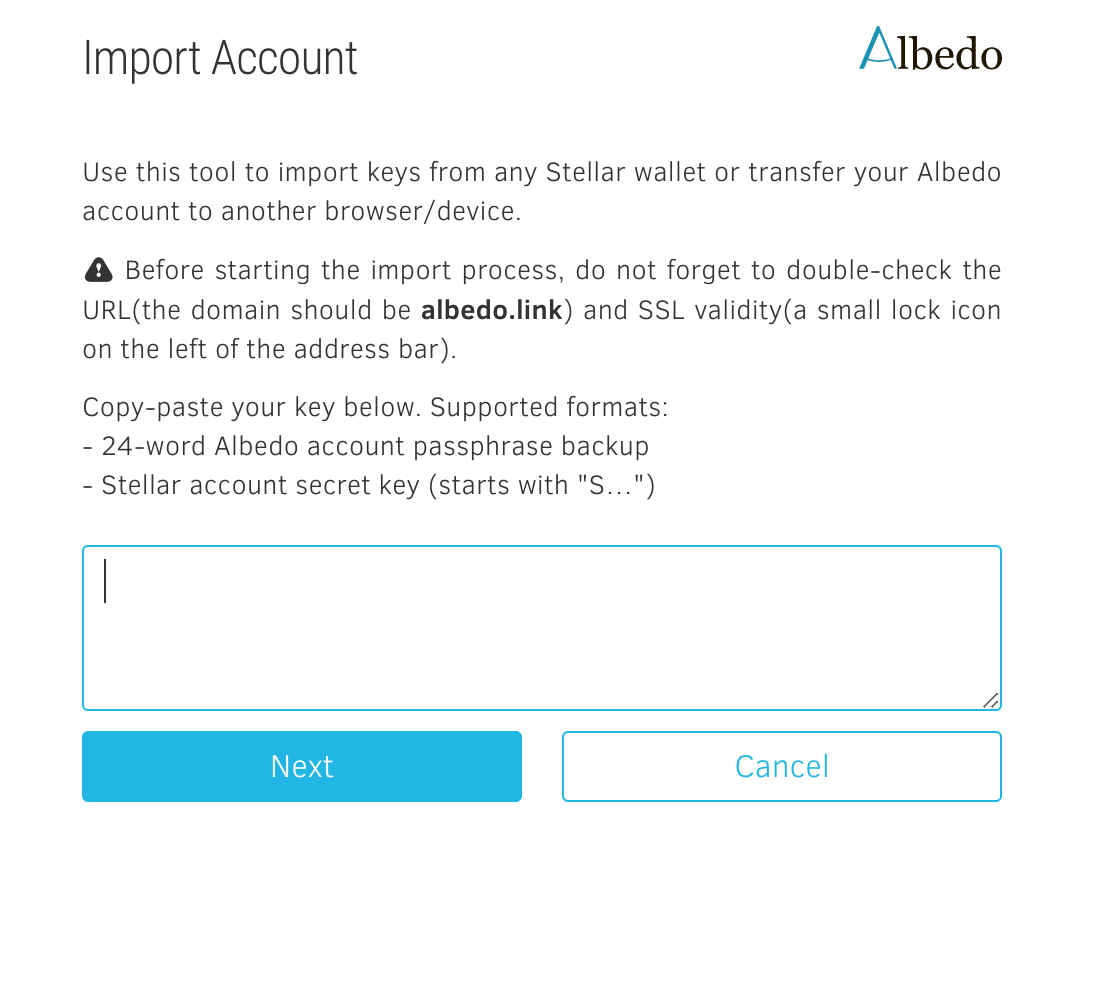 Import Account
Albedo
Use this tool to import keys from any Stellar wallet or transfer your Albedo
account to another browser/device.
Before starting the import process, do not forget to double-check the
URL(the domain should be albedo.link) and SSL validity(a small lock icon
on the left of the address bar).
Copy-paste your key below. Supported formats:
- 24-word Albedo account passphrase backup
- Stellar account secret key (starts with "S...")
Next
Cancel